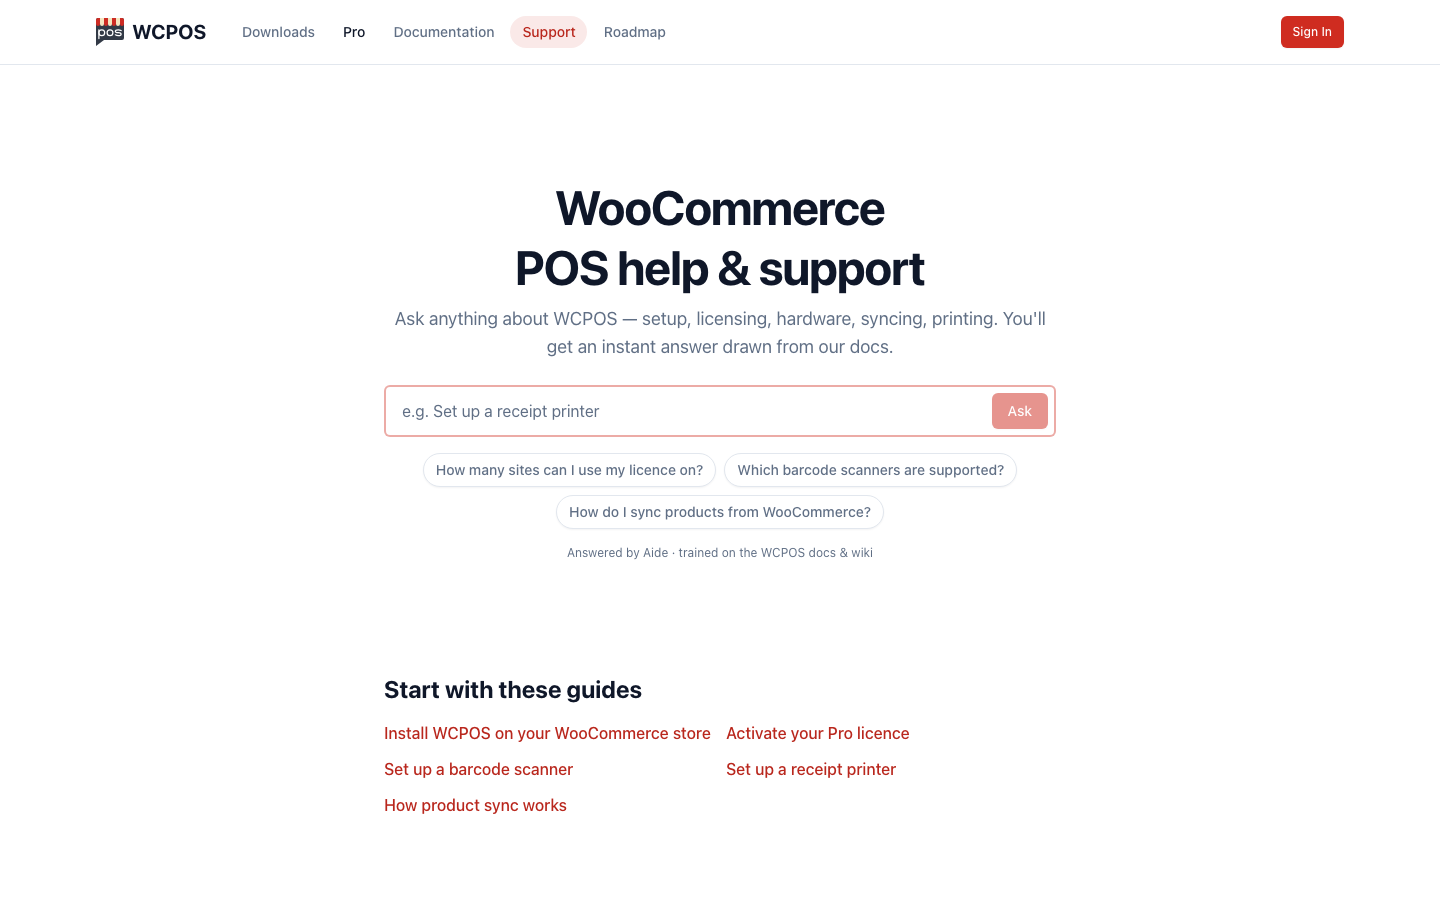 pos WCPOS Downloads Pro Documentation Support Roadmap Sign In
WooCommerce
POS help & support
Ask anything about WCPOS — setup, licensing, hardware, syncing, printing. You'll
get an instant answer drawn from our docs.
e.g. Set up a receipt printer Ask
How many sites can I use my licence on? Which barcode scanners are supported?
How do I sync products from WooCommerce?
Answered by Aide · trained on the WCPOS docs & wiki
Start with these guides
Install WCPOS on your WooCommerce store Activate your Pro licence
Set up a barcode scanner Set up a receipt printer
How product sync works